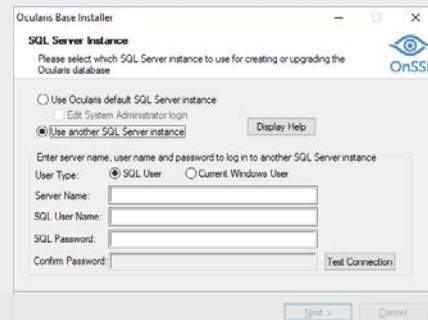 Ocularis Base Installer
SQL Server Instance
Please select which SQL Server instance to use for creating or upgrading the
Ocularis database
OnSSI
Use Ocularis default SQL Server instance
Edit System Administrator login
Use another SQL Server instance
Display Help
Enter server name, user name and password to log in to another SQL Server instance
User Type: SQL User Current Windows User
Server Name:
SQL User Name:
SQL Password:
Confirm Password:
Test Connection
Next >
Cancel